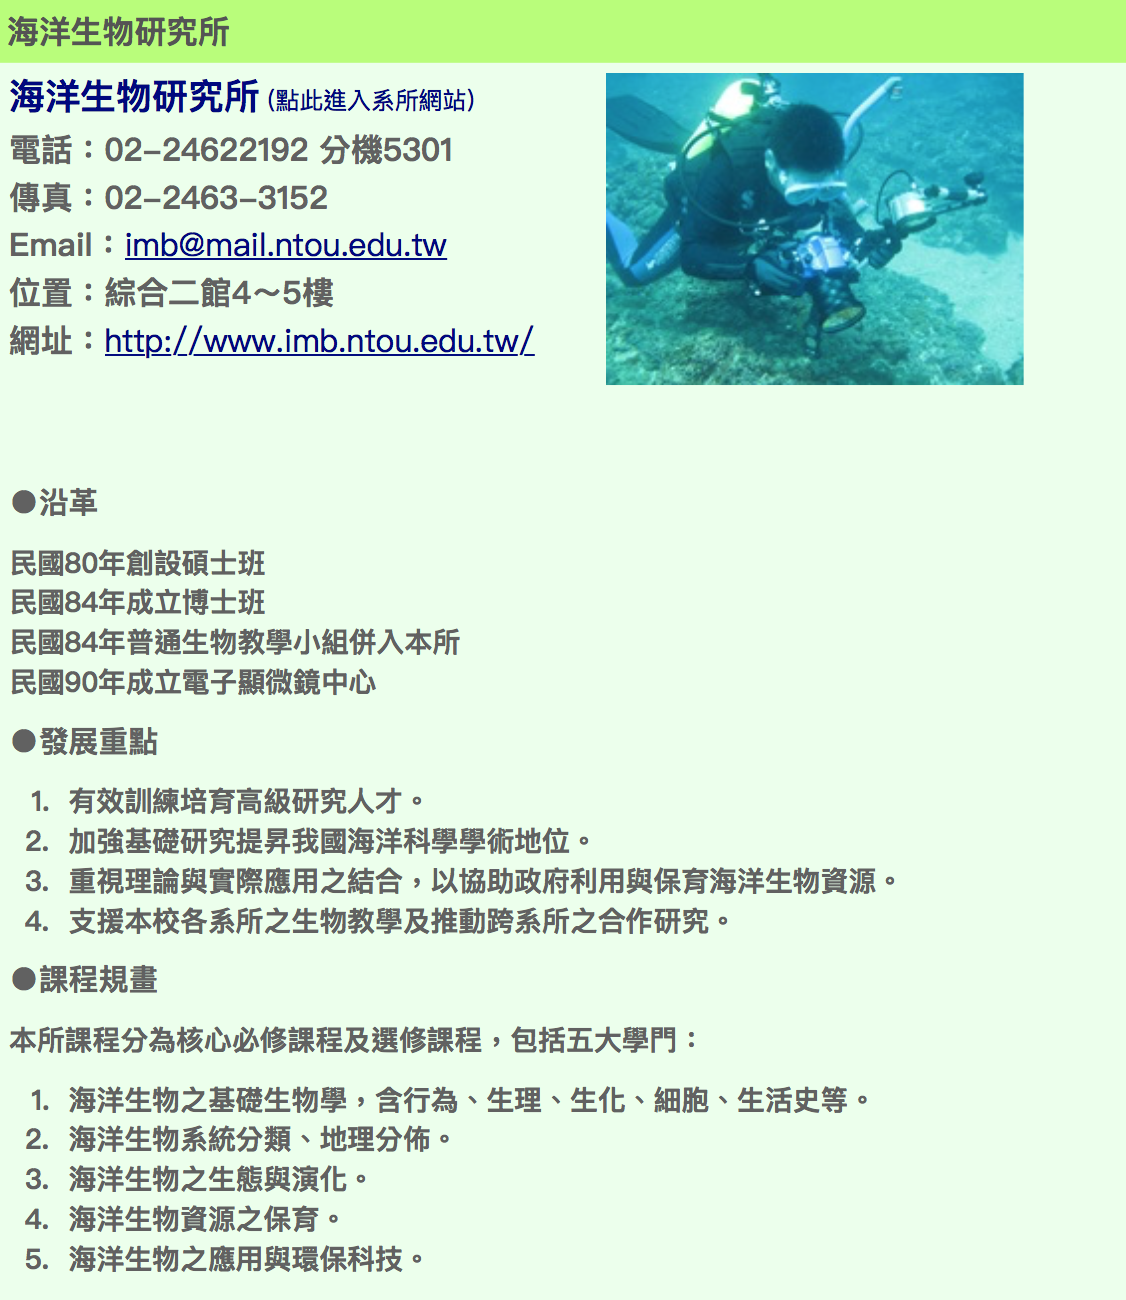 海洋生物研究所
海洋生物研究所 (點此進入系所網站)
電話：02-24622192 分機5301
傳真：02-2463-3152
Email：imb@mail.ntou.edu.tw
位置：綜合二館4～5樓
網址：http://www.imb.ntou.edu.tw/
●沿革
民國80年創設碩士班
民國84年成立博士班
民國84年普通生物教學小組併入本所
民國90年成立電子顯微鏡中心
●發展重點
1. 有效訓練培育高級研究人才。
2. 加強基礎研究提昇我國海洋科學學術地位。
3. 重視理論與實際應用之結合，以協助政府利用與保育海洋生物資源。
4. 支援本校各系所之生物教學及推動跨系所之合作研究。
●課程規畫
本所課程分為核心必修課程及選修課程，包括五大學門：
1. 海洋生物之基礎生物學，含行為、生理、生化、細胞、生活史等。
2. 海洋生物系統分類、地理分佈。
3. 海洋生物之生態與演化。
4. 海洋生物資源之保育。
5. 海洋生物之應用與環保科技。